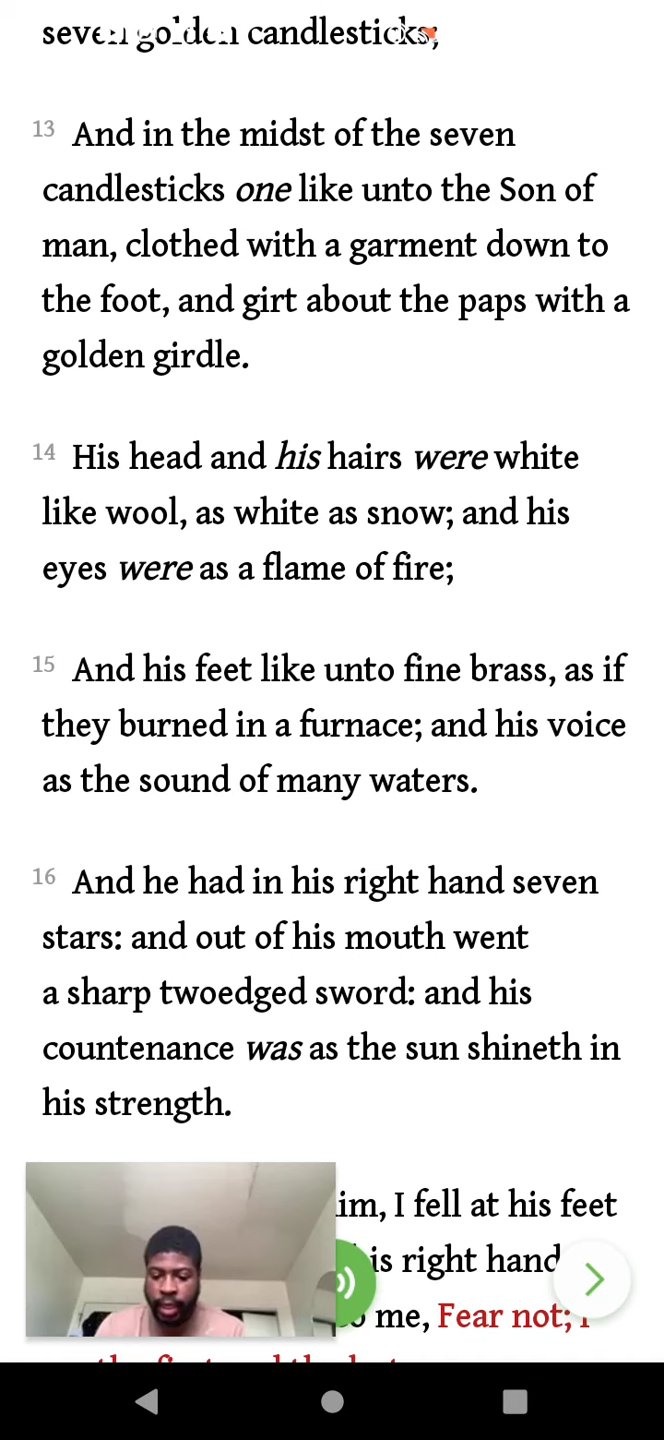 seven golden candlesticks;
13 And in the midst of the seven
candlesticks one like unto the Son of
man, clothed with a garment down to
the foot, and girt about the paps with a
golden girdle.
14 His head and his hairs were white
like wool, as white as snow; and his
eyes were as a flame of fire;
15 And his feet like unto fine brass, as if
they burned in a furnace; and his voice
as the sound of many waters.
16 And he had in his right hand seven
stars: and out of his mouth went
a sharp twoedged sword: and his
countenance was as the sun shineth in
his strength.
im, I fell at his feet
is right hand
me, Fear not; I